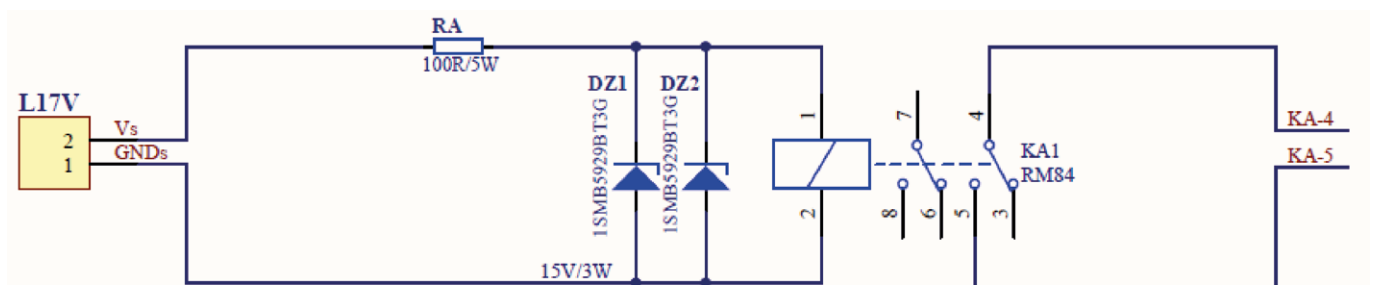 RA
100R/5W
L17V
2
Vs
1
GNDs
DZ1
1SMB5929BT3G
DZ2
1SMB5929BT3G
15V/3W
1
2
7
4
8
6
5
3
KA1
RM84
KA-4
KA-5